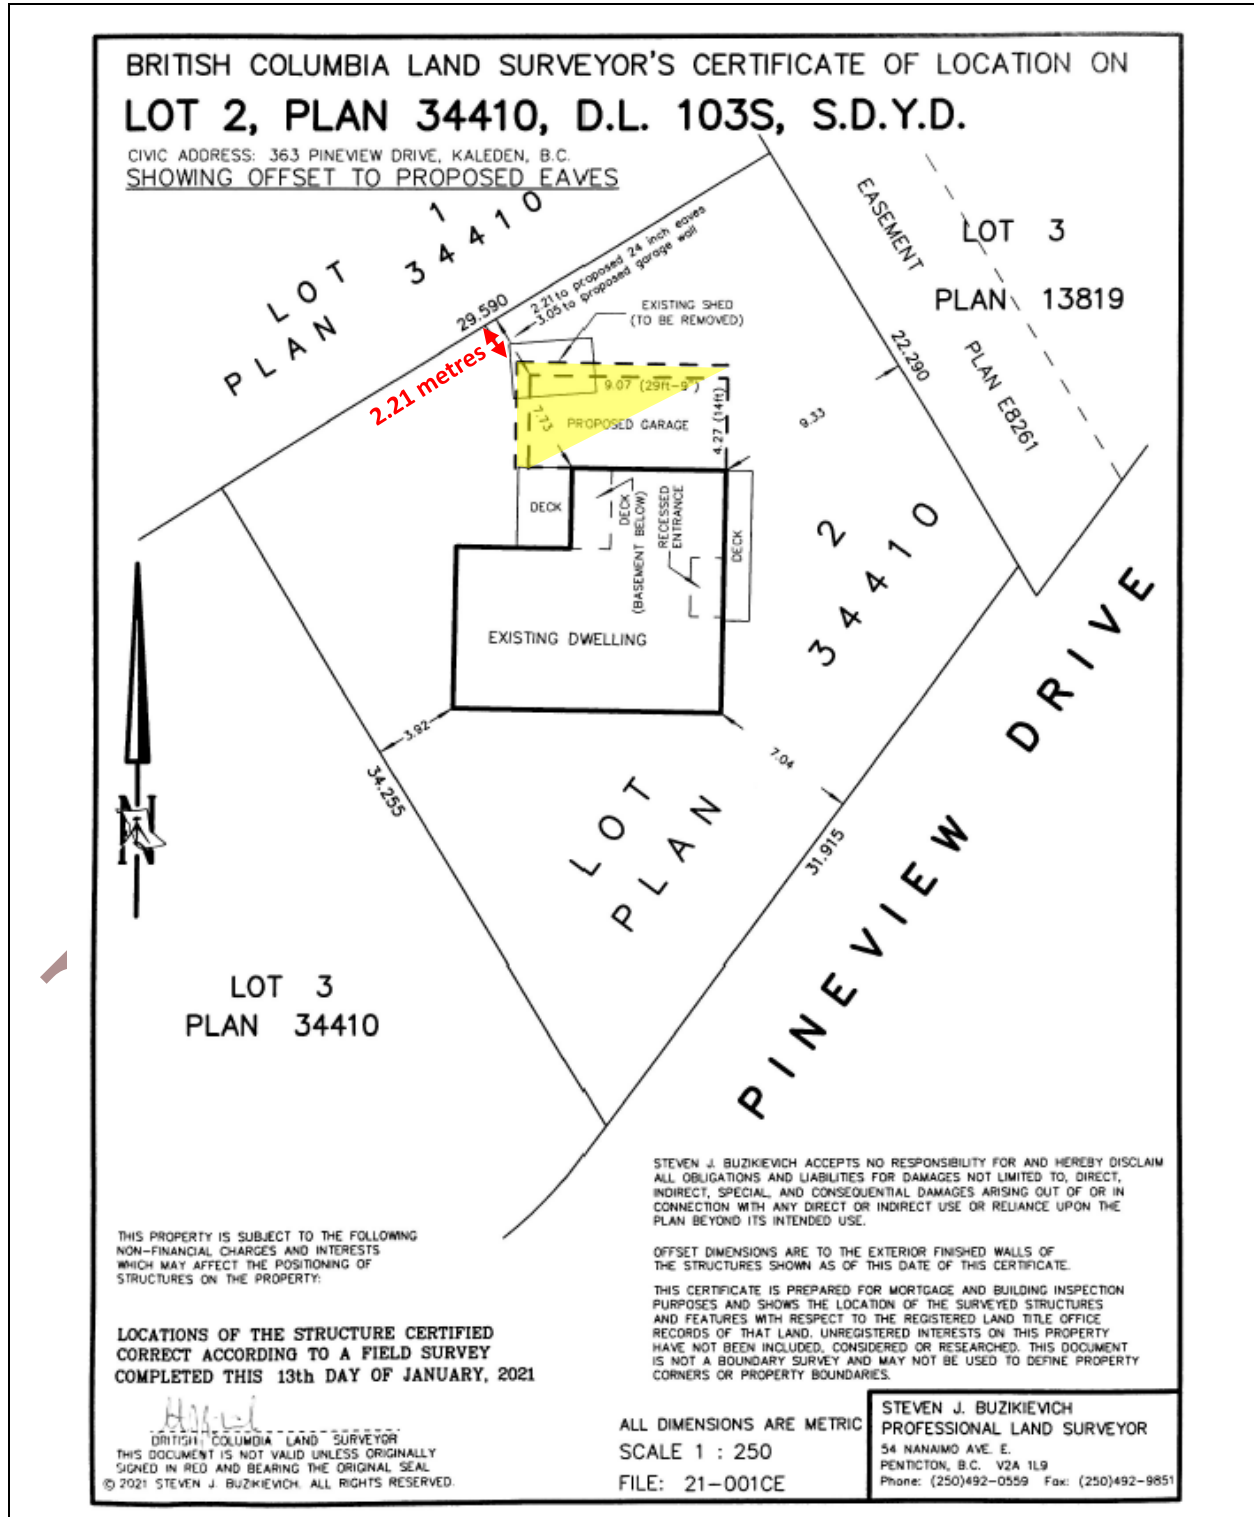 BRITISH COLUMBIA LAND SURVEYOR'S CERTIFICATE OF LOCATION ON
LOT 2, PLAN 34410, D.L. 103S, S.D.Y.D.
CIVIC ADDRESS: 363 PINEVIEW DRIVE, KALEDEN, B.C.
SHOWING OFFSET TO PROPOSED EAVES
LOT 1
PLAN 34410
29.590
2.21 to proposed 24 inch eaves
3.05 to proposed garage wall
EXISTING SHED
(TO BE REMOVED)
2.21 metres
EASEMENT
PLAN E8261
LOT 3
PLAN 13819
22.290
9.07 (29ft-9")
7.73
PROPOSED GARAGE
4.27 (14ft)
9.33
DECK
DECK
(BASEMENT BELOW)
RECESSED
ENTRANCE
DECK
EXISTING DWELLING
LOT 2
PLAN 34410
3.92
34.255
7.04
31.915
PINEVIEW DRIVE
N
LOT 3
PLAN 34410
STEVEN J. BUZIKIEVICH ACCEPTS NO RESPONSIBILITY FOR AND HEREBY DISCLAIM
ALL OBLIGATIONS AND LIABILITIES FOR DAMAGES NOT LIMITED TO, DIRECT,
INDIRECT, SPECIAL, AND CONSEQUENTIAL DAMAGES ARISING OUT OF OR IN
CONNECTION WITH ANY DIRECT OR INDIRECT USE OR RELIANCE UPON THE
PLAN BEYOND ITS INTENDED USE.
OFFSET DIMENSIONS ARE TO THE EXTERIOR FINISHED WALLS OF
THE STRUCTURES SHOWN AS OF THIS DATE OF THIS CERTIFICATE.
THIS CERTIFICATE IS PREPARED FOR MORTGAGE AND BUILDING INSPECTION
PURPOSES AND SHOWS THE LOCATION OF THE SURVEYED STRUCTURES
AND FEATURES WITH RESPECT TO THE REGISTERED LAND TITLE OFFICE
RECORDS OF THAT LAND. UNREGISTERED INTERESTS ON THIS PROPERTY
HAVE NOT BEEN INCLUDED, CONSIDERED OR RESEARCHED. THIS DOCUMENT
IS NOT A BOUNDARY SURVEY AND MAY NOT BE USED TO DEFINE PROPERTY
CORNERS OR PROPERTY BOUNDARIES.
THIS PROPERTY IS SUBJECT TO THE FOLLOWING
NON-FINANCIAL CHARGES AND INTERESTS
WHICH MAY AFFECT THE POSITIONING OF
STRUCTURES ON THE PROPERTY:
LOCATIONS OF THE STRUCTURE CERTIFIED
CORRECT ACCORDING TO A FIELD SURVEY
COMPLETED THIS 13th DAY OF JANUARY, 2021
BRITISH COLUMBIA LAND SURVEYOR
THIS DOCUMENT IS NOT VALID UNLESS ORIGINALLY
SIGNED IN RED AND BEARING THE ORIGINAL SEAL
© 2021 STEVEN J. BUZIKIEVICH. ALL RIGHTS RESERVED.
ALL DIMENSIONS ARE METRIC
SCALE 1 : 250
FILE: 21-001CE
STEVEN J. BUZIKIEVICH
PROFESSIONAL LAND SURVEYOR
54 NANAIMO AVE. E.
PENTICTON, B.C. V2A 1L9
Phone: (250)492-0559 Fax: (250)492-9851